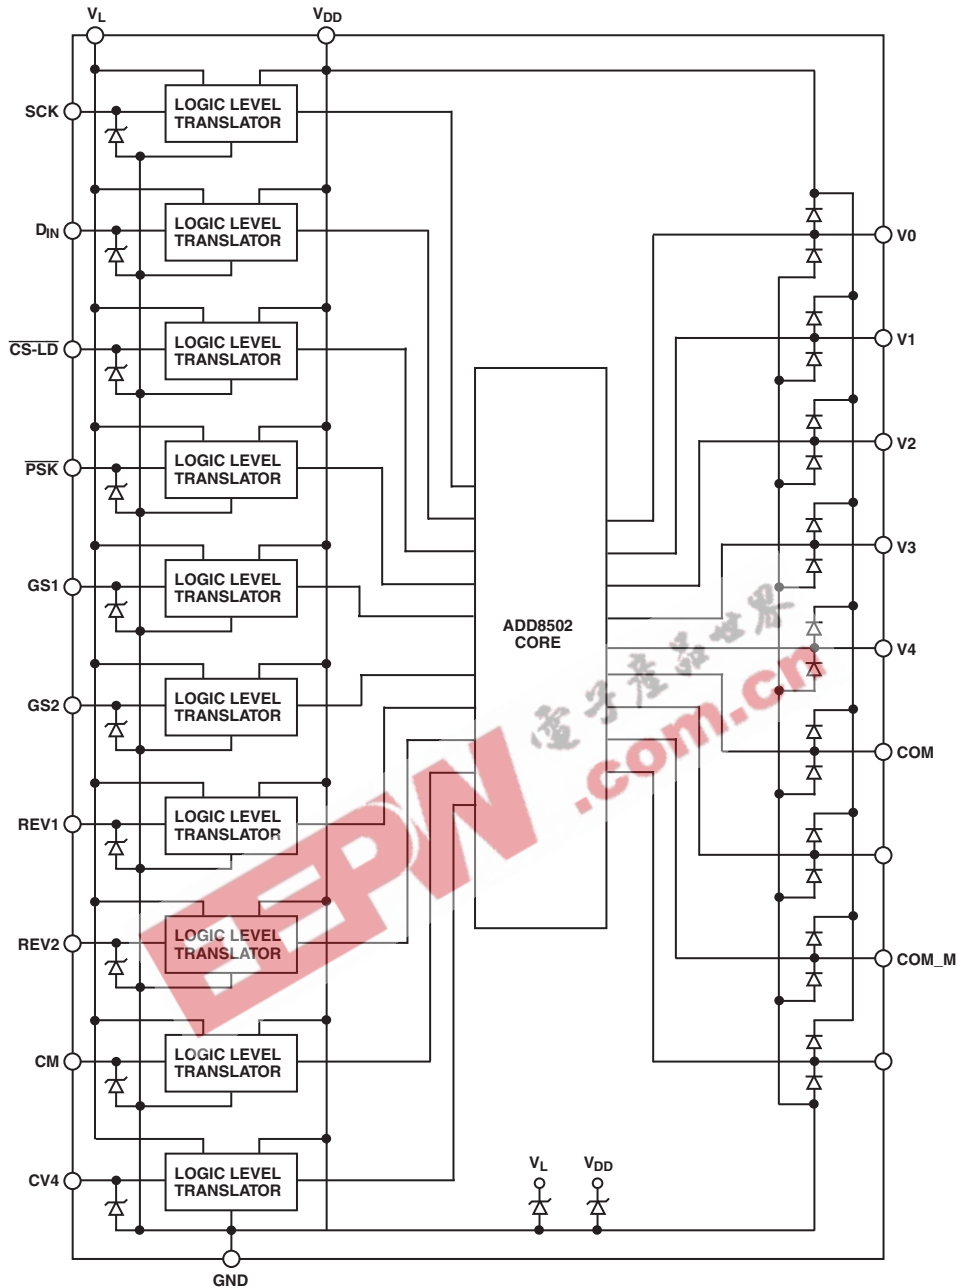 VL
VDD
SCK
LOGIC LEVEL
TRANSLATOR
DIN
LOGIC LEVEL
TRANSLATOR
V0
CS-LD
LOGIC LEVEL
TRANSLATOR
V1
PSK
LOGIC LEVEL
TRANSLATOR
V2
GS1
LOGIC LEVEL
TRANSLATOR
V3
ADD8502
CORE
V4
GS2
LOGIC LEVEL
TRANSLATOR
COM
REV1
LOGIC LEVEL
TRANSLATOR
REV2
LOGIC LEVEL
TRANSLATOR
COM_M
CM
LOGIC LEVEL
TRANSLATOR
CV4
LOGIC LEVEL
TRANSLATOR
VL
VDD
GND
EEPW
.com.cn
電子產品世界